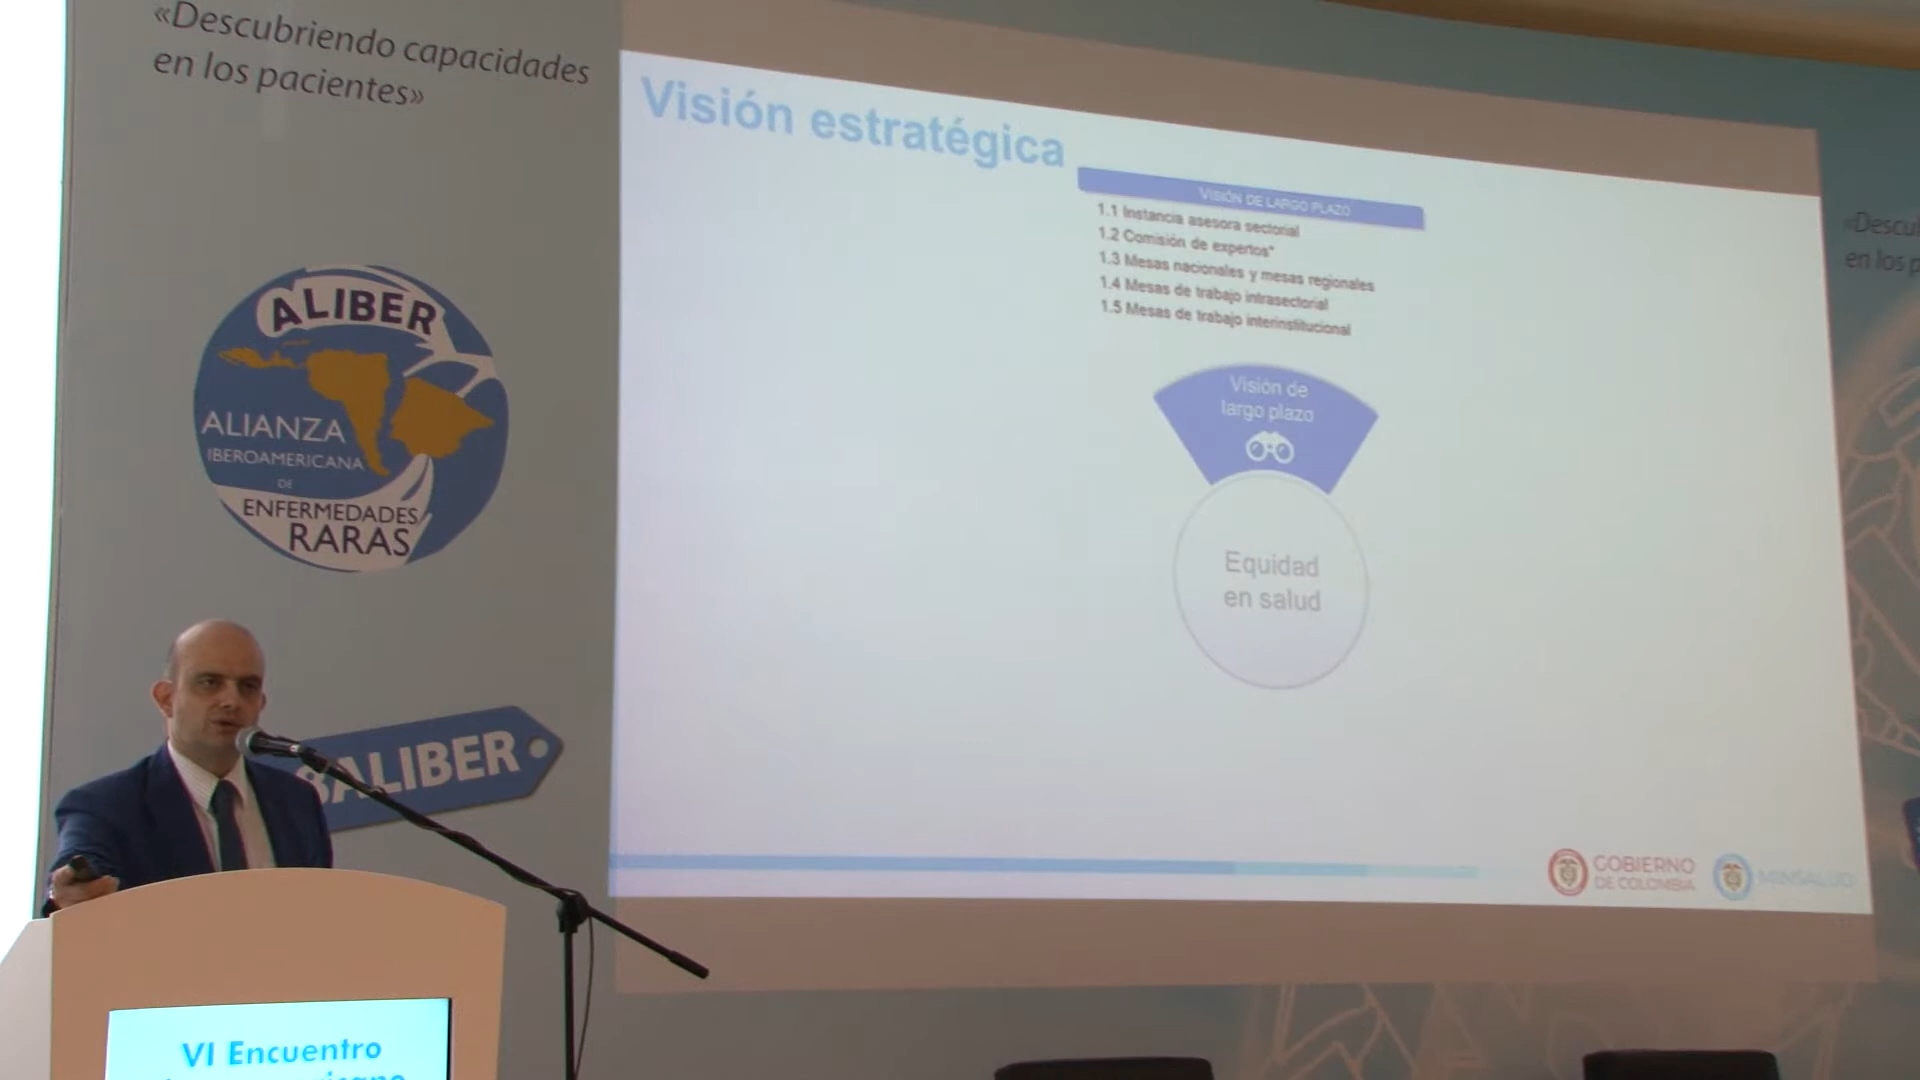 «Descubriendo capacidades
en los pacientes»
ALIBER
ALIANZA
IBEROAMERICANA
DE
ENFERMEDADES
RARAS
ALIBER
VI Encuentro
Visión estratégica
VISIÓN DE LARGO PLAZO
1.1 Instancia asesora sectorial
1.2 Comisión de expertos*
1.3 Mesas nacionales y mesas regionales
1.4 Mesas de trabajo intrasectorial
1.5 Mesas de trabajo interinstitucional
Visión de
largo plazo
Equidad
en salud
GOBIERNO
DE COLOMBIA
MINSALUD
en los